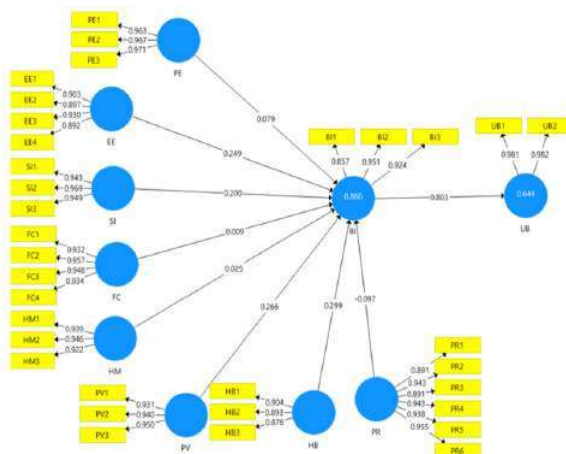 PE1
PE2
PE3
0.963
0.967
0.971
PE
EE1
EE2
EE3
EE4
0.903
0.897
0.930
0.892
EE
SI1
SI2
SI3
0.943
0.969
0.949
SI
FC1
FC2
FC3
FC4
0.932
0.957
0.948
0.934
FC
HM1
HM2
HM3
0.939
0.946
0.922
HM
PV1
PV2
PV3
0.931
0.940
0.950
PV
HB1
HB2
HB3
0.904
0.893
0.876
HB
PR1
PR2
PR3
PR4
PR5
PR6
0.891
0.943
0.891
0.943
0.938
0.955
PR
0.079
0.249
0.200
0.009
0.025
0.266
0.299
-0.097
BI1
BI2
BI3
0.857
0.951
0.924
BI
0.803
UB1
UB2
0.981
0.982
UB